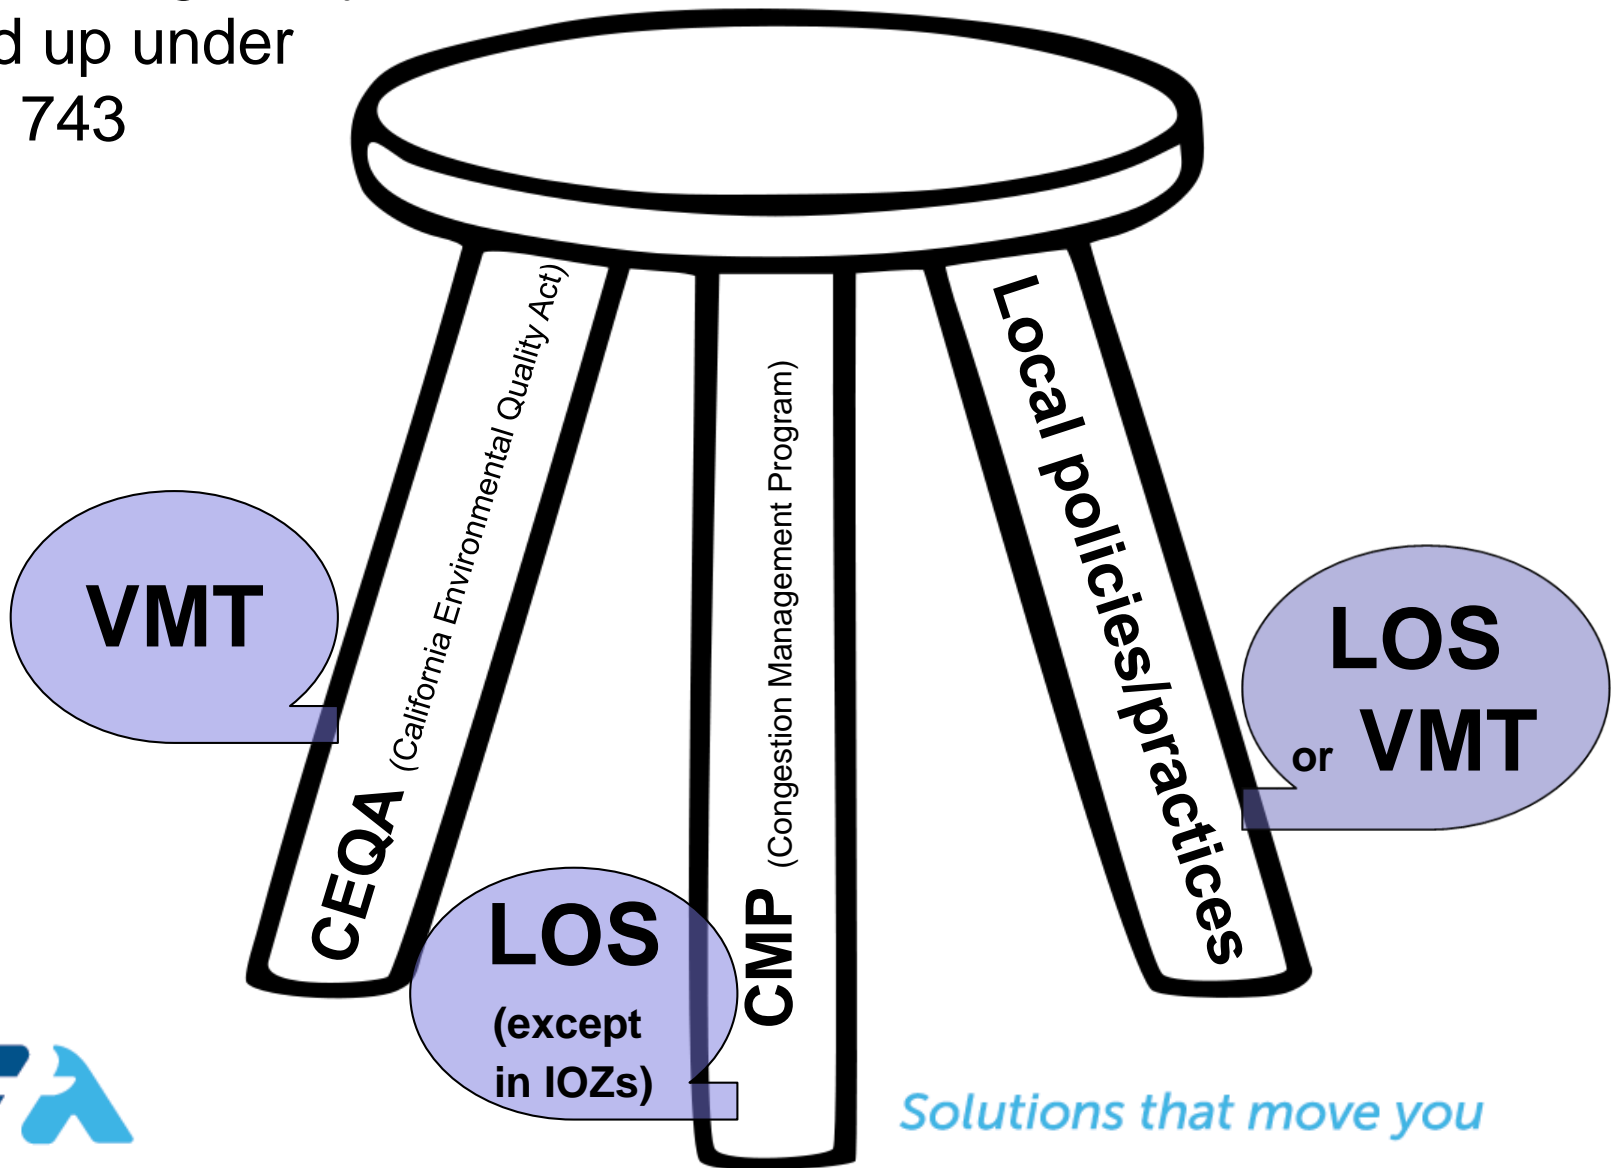 d up under
743
CEQA (California Environmental Quality Act)
CMP (Congestion Management Program)
Local policies/practices
VMT
LOS
(except
in IOZs)
LOS
or VMT
Solutions that move you